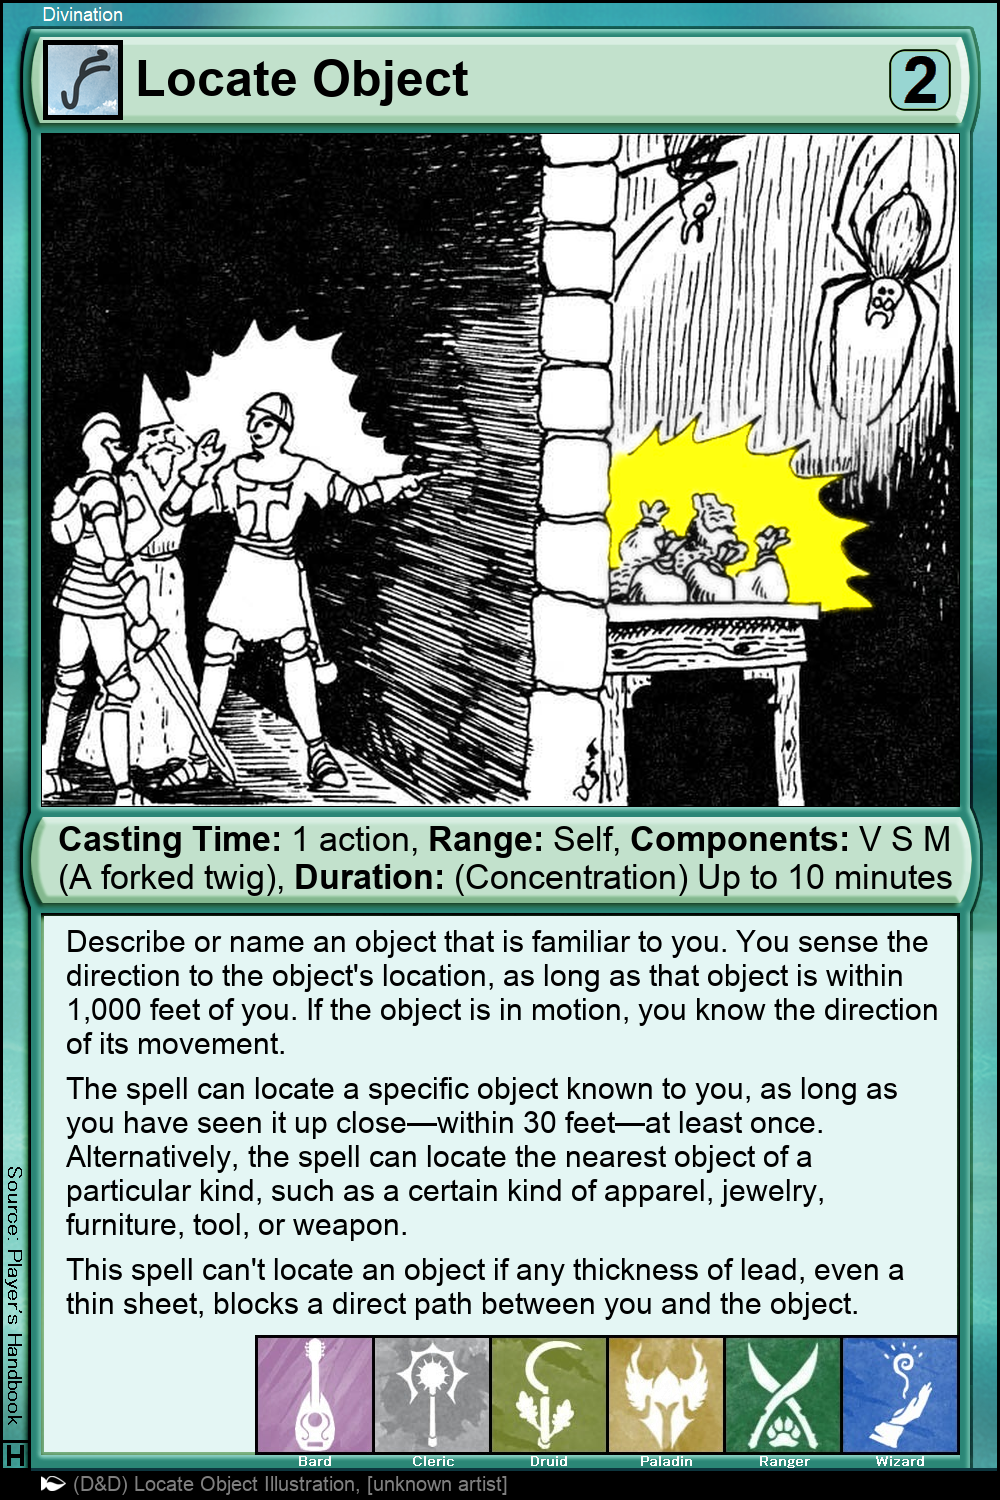 Divination
Locate Object
2
Casting Time: 1 action, Range: Self, Components: V S M
(A forked twig), Duration: (Concentration) Up to 10 minutes
Describe or name an object that is familiar to you. You sense the
direction to the object's location, as long as that object is within
1,000 feet of you. If the object is in motion, you know the direction
of its movement.
The spell can locate a specific object known to you, as long as
you have seen it up close—within 30 feet—at least once.
Alternatively, the spell can locate the nearest object of a
particular kind, such as a certain kind of apparel, jewelry,
furniture, tool, or weapon.
This spell can't locate an object if any thickness of lead, even a
thin sheet, blocks a direct path between you and the object.
Bard Cleric Druid Paladin Ranger Wizard
Source: Player's Handbook
H
(D&D) Locate Object Illustration, [unknown artist]